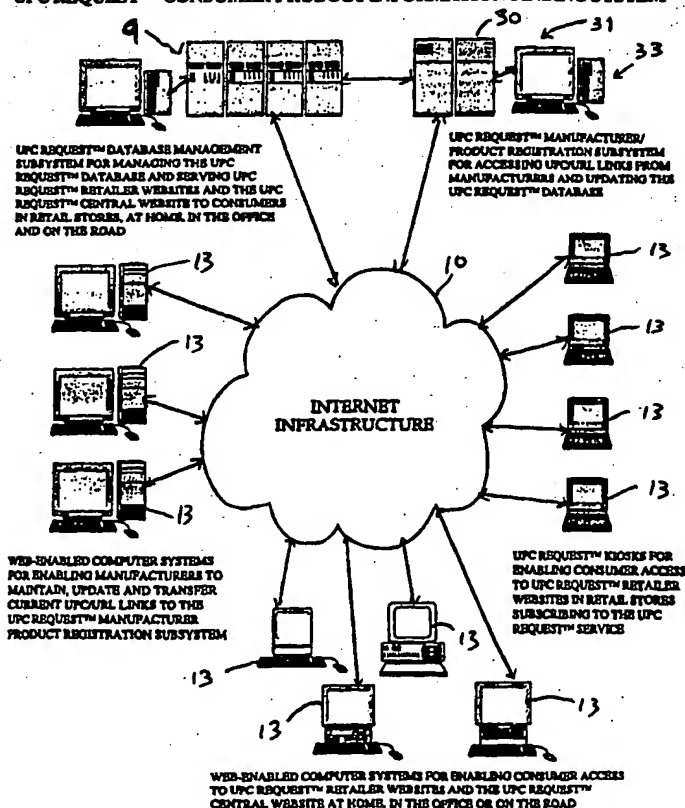 9
30
31
33
UPC REQUEST™ DATABASE MANAGEMENT
SUBSYSTEM FOR MANAGING THE UPC
REQUEST™ DATABASE AND SERVING UPC
REQUEST™ RETAILER WEBSITES AND THE UPC
REQUEST™ CENTRAL WEBSITE TO CONSUMERS
IN RETAIL STORES, AT HOME, IN THE OFFICE
AND ON THE ROAD
UPC REQUEST™ MANUFACTURER/
PRODUCT REGISTRATION SUBSYSTEM
FOR ACCESSING UPC/URL LINKS FROM
MANUFACTURERS AND UPDATING THE
UPC REQUEST™ DATABASE
13
13
13
10
13
13
13
13
INTERNET
INFRASTRUCTURE
WEB-ENABLED COMPUTER SYSTEMS
FOR ENABLING MANUFACTURERS TO
MAINTAIN, UPDATE AND TRANSFER
CURRENT UPC/URL LINKS TO THE
UPC REQUEST™ MANUFACTURER
PRODUCT REGISTRATION SUBSYSTEM
UPC REQUEST™ KIOSKS FOR
ENABLING CONSUMER ACCESS
TO UPC REQUEST™ RETAILER
WEBSITES IN RETAIL STORES
SUBSCRIBING TO THE UPC
REQUEST™ SERVICE
13
13
13
13
WEB-ENABLED COMPUTER SYSTEMS FOR ENABLING CONSUMER ACCESS
TO UPC REQUEST™ RETAILER WEBSITES AND THE UPC REQUEST™
CENTRAL WEBSITE AT HOME, IN THE OFFICE OR ON THE ROAD